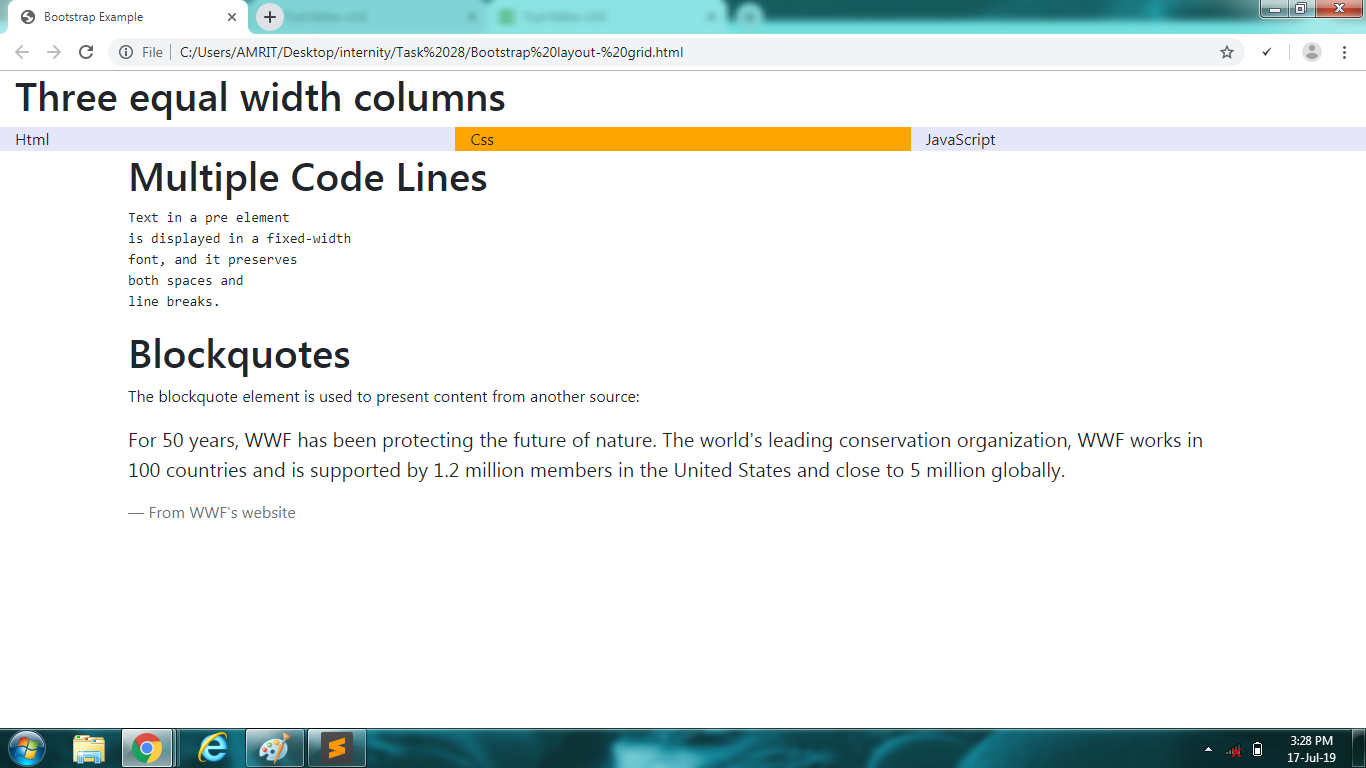 Bootstrap Example
File
C:/Users/AMRIT/Desktop/internity/Task%2028/Bootstrap%20layout-%20grid.html
Three equal width columns
Html
Css
JavaScript
Multiple Code Lines
Text in a pre element
is displayed in a fixed-width
font, and it preserves
both spaces and
line breaks.
Blockquotes
The blockquote element is used to present content from another source:
For 50 years, WWF has been protecting the future of nature. The world's leading conservation organization, WWF works in
100 countries and is supported by 1.2 million members in the United States and close to 5 million globally.
— From WWF's website
3:28 PM
17-Jul-19